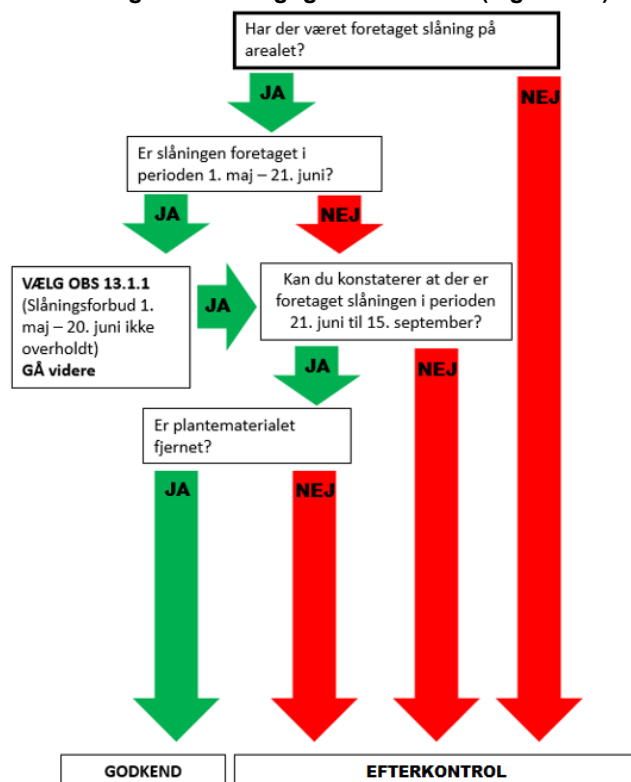 Har der været foretaget slåning på
arealet?
JA
NEJ
Er slåningen foretaget i
perioden 1. maj – 21. juni?
JA
NEJ
VÆLG OBS 13.1.1
(Slåningsforbud 1.
maj – 20. juni ikke
overholdt)
GÅ videre
JA
Kan du konstaterer at der er
foretaget slåningen i perioden
21. juni til 15. september?
JA
NEJ
Er plantematerialet
fjernet?
JA
NEJ
GODKEND
EFTERKONTROL